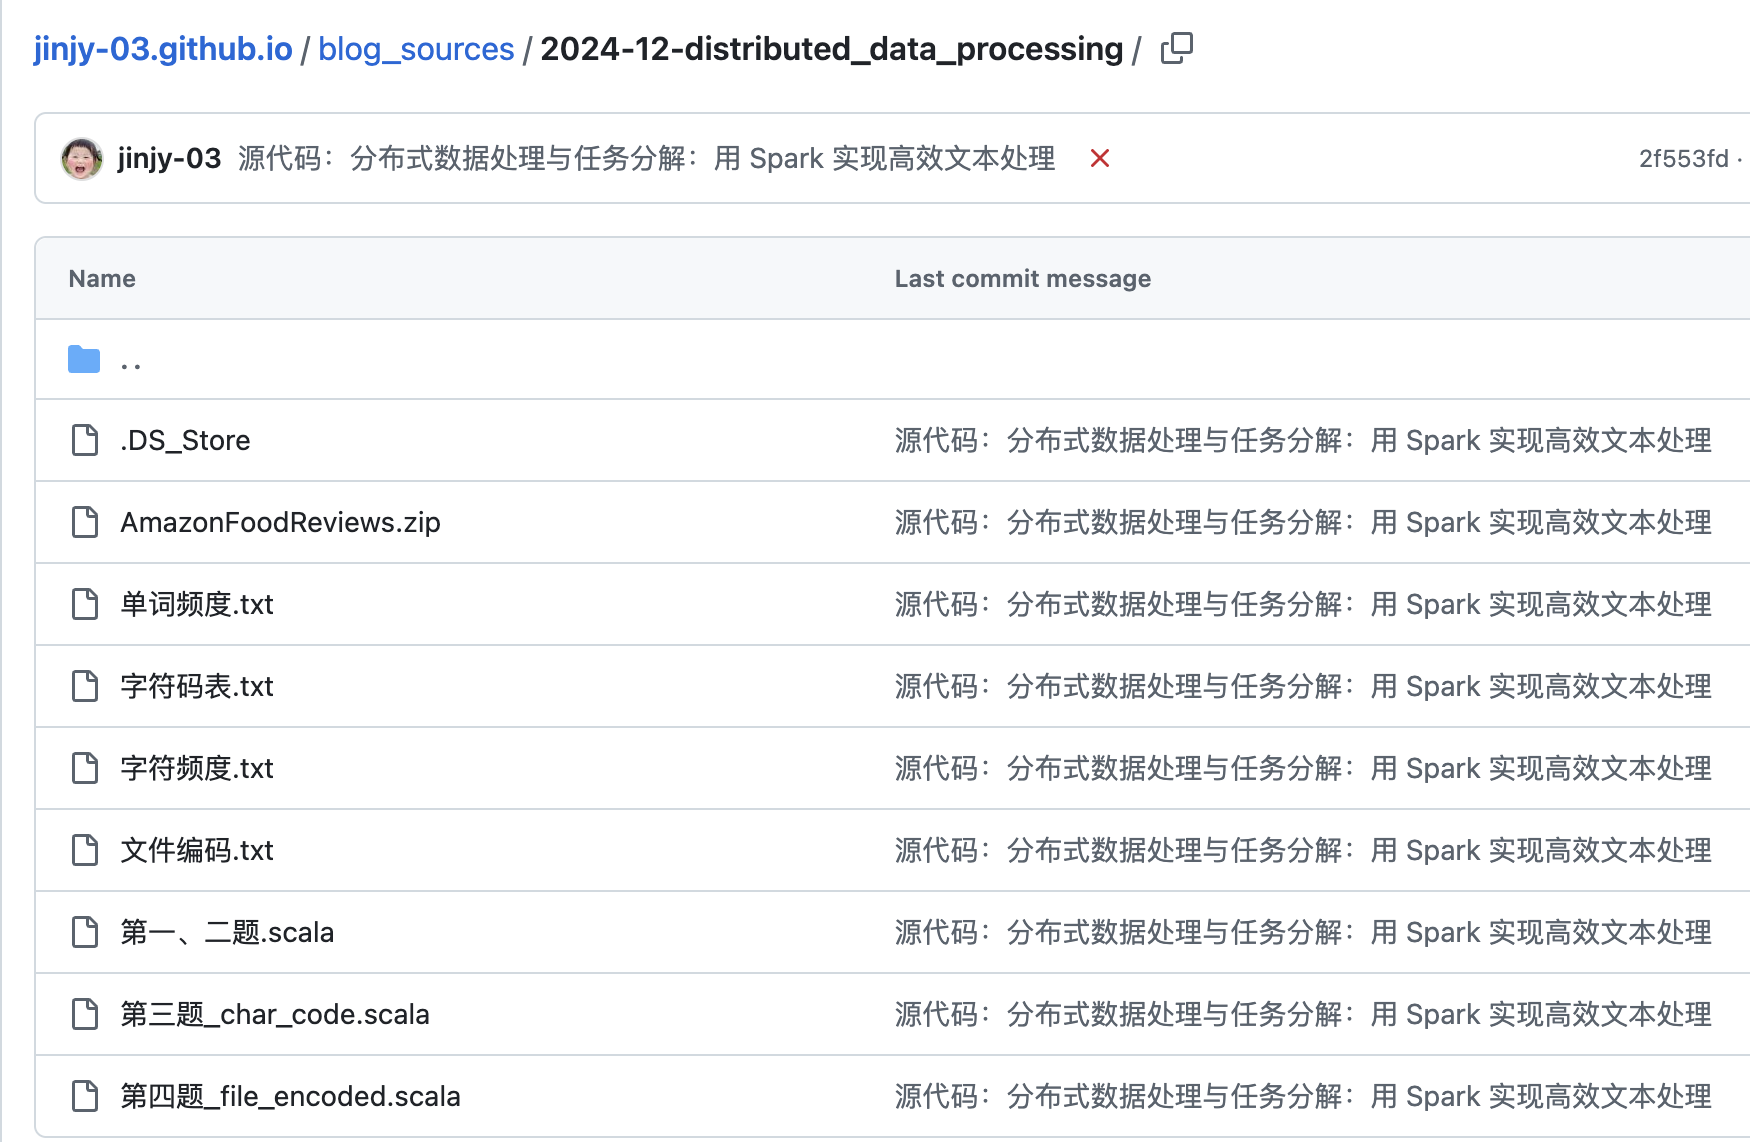 jinjy-03.github.io / blog_sources / 2024-12-distributed_data_processing /
jinjy-03 源代码：分布式数据处理与任务分解：用 Spark 实现高效文本处理 2f553fd ·
Name Last commit message
..
.DS_Store 源代码：分布式数据处理与任务分解：用 Spark 实现高效文本处理
AmazonFoodReviews.zip 源代码：分布式数据处理与任务分解：用 Spark 实现高效文本处理
单词频度.txt 源代码：分布式数据处理与任务分解：用 Spark 实现高效文本处理
字符码表.txt 源代码：分布式数据处理与任务分解：用 Spark 实现高效文本处理
字符频度.txt 源代码：分布式数据处理与任务分解：用 Spark 实现高效文本处理
文件编码.txt 源代码：分布式数据处理与任务分解：用 Spark 实现高效文本处理
第一、二题.scala 源代码：分布式数据处理与任务分解：用 Spark 实现高效文本处理
第三题_char_code.scala 源代码：分布式数据处理与任务分解：用 Spark 实现高效文本处理
第四题_file_encoded.scala 源代码：分布式数据处理与任务分解：用 Spark 实现高效文本处理